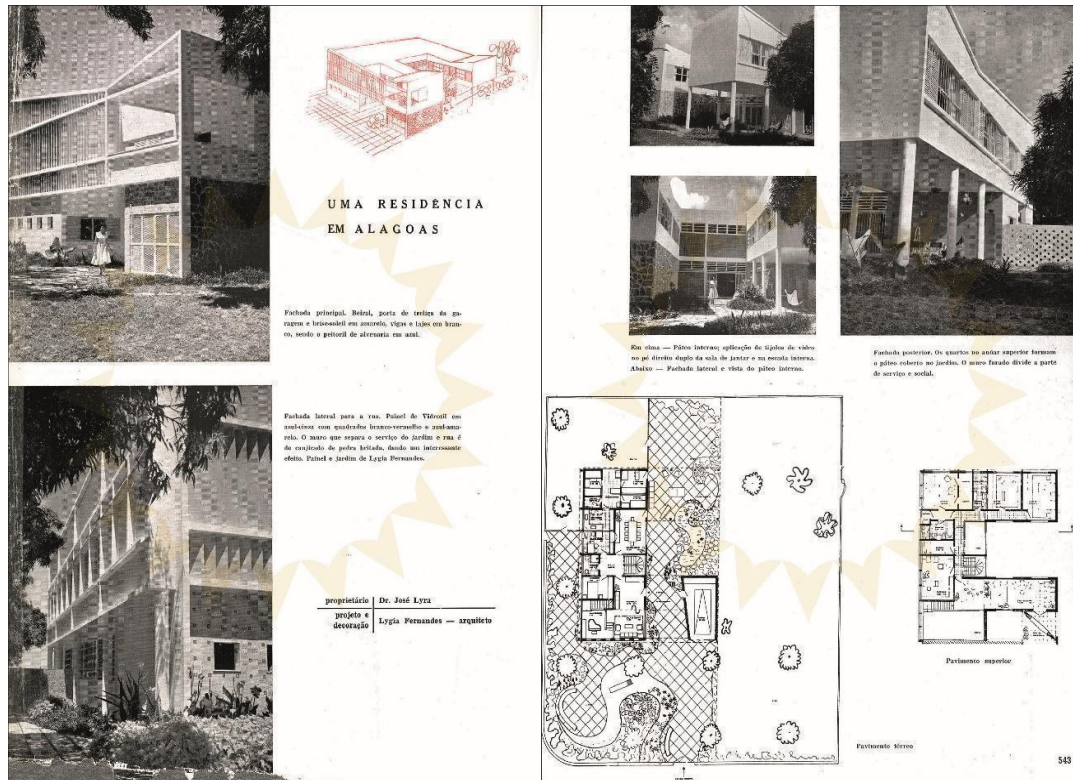 UMA RESIDÊNCIA
EM ALAGOAS
Fachada principal. Beiral, porta de treliça da ga-
ragem e brise-soleil em amarelo, vigas e lajes em bran-
co, sendo o peitoril de alvenaria em azul.
Fachada lateral para a rua. Painel de Vidrotil em
azul-cinza com quadrados branco-vermelho e azul-ama-
relo. O muro que separa o serviço do jardim e rua é
de canjicado de pedra britada, dando um interessante
efeito. Painel e jardim de Lygia Fernandes.
proprietário Dr. José Lyra
projeto e
decoração Lygia Fernandes — arquiteto
Em cima — Páteo interno; aplicação de tijolos de vidro
no pé direito duplo da sala de jantar e na escada interna.
Abaixo — Fachada lateral e vista do páteo interno.
Fachada posterior. Os quartos no andar superior formam
o páteo coberto no jardim. O muro furado divide a parte
de serviço e social.
Pavimento superior
Pavimento térreo
543